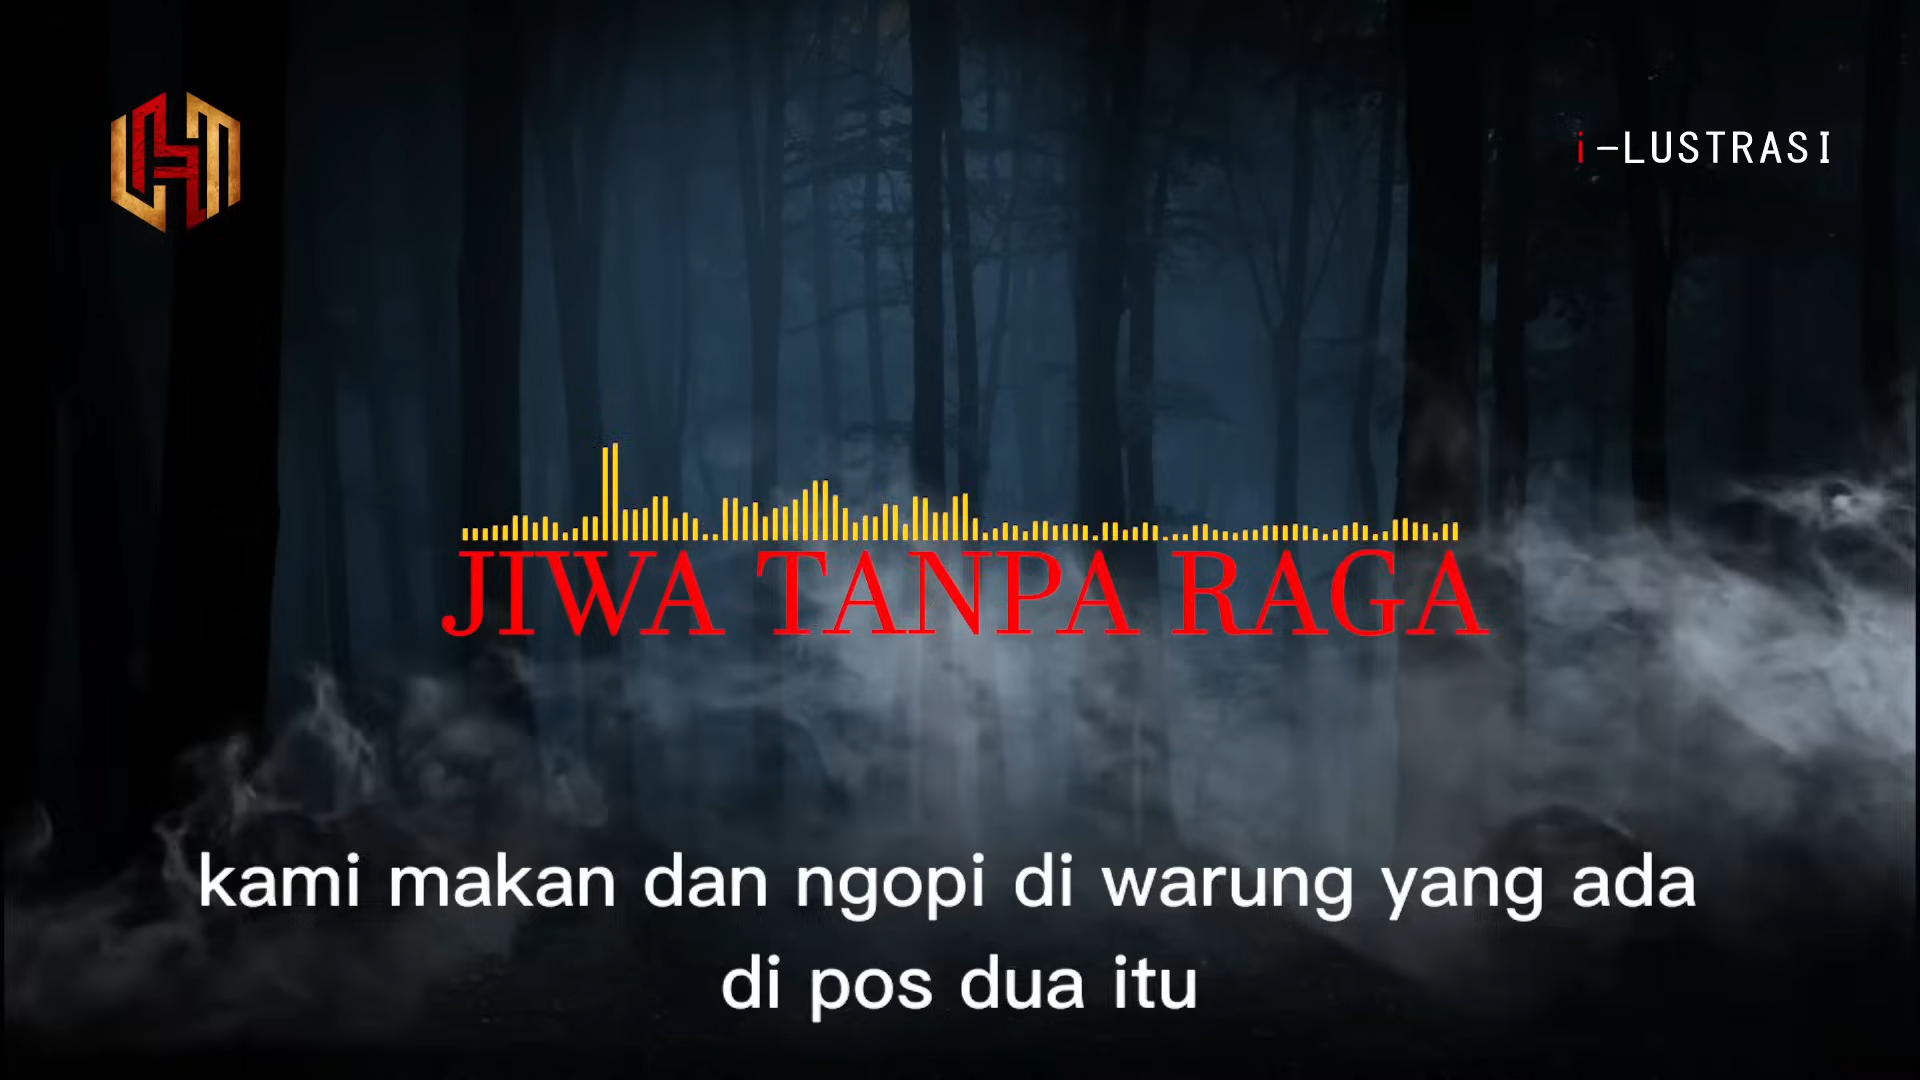 i-LUSTRASI
JIWA TANPA RAGA
kami makan dan ngopi di warung yang ada
di pos dua itu